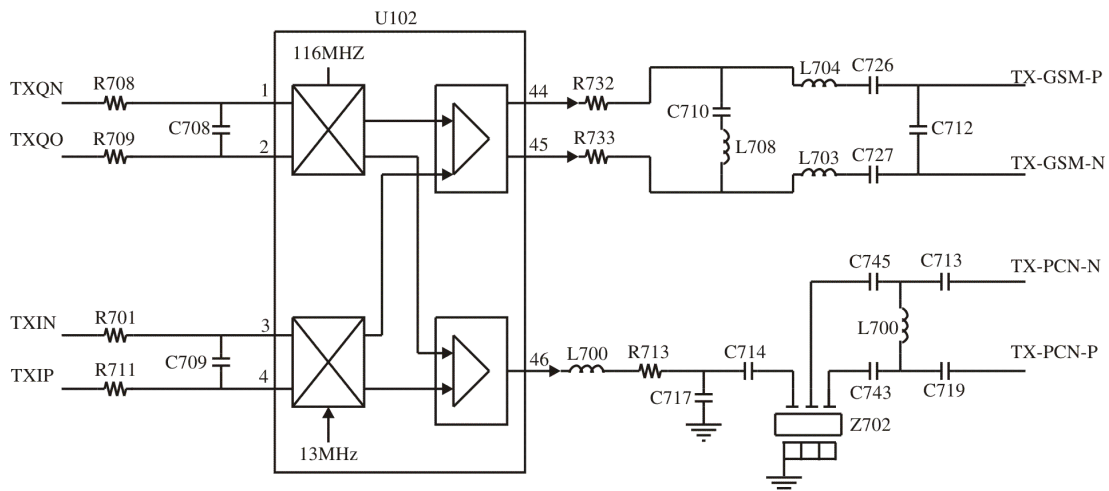 U102
116MHZ
TXQN
R708
1
C708
TXQO
R709
2
44
R732
45
R733
C710
L708
L704
C726
TX-GSM-P
C712
L703
C727
TX-GSM-N
TXIN
R701
3
C709
TXIP
R711
4
13MHz
46
L700
R713
C714
C717
C745
C713
TX-PCN-N
L700
TX-PCN-P
C743
C719
Z702